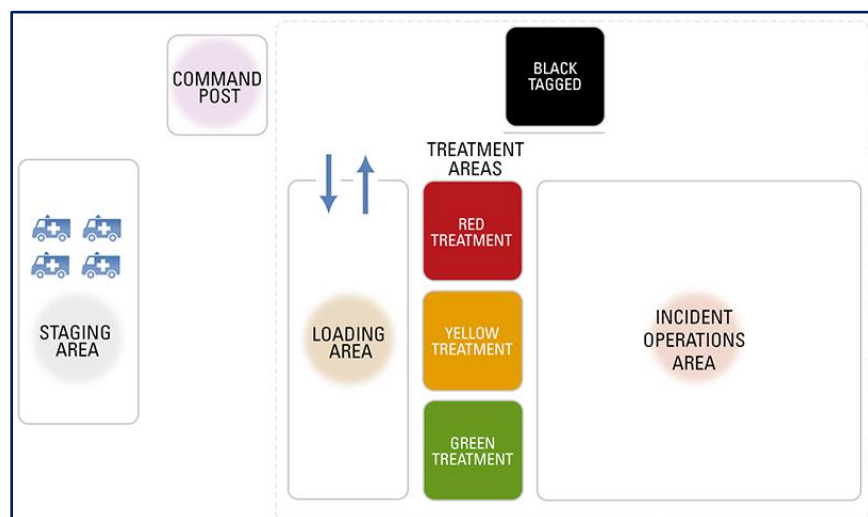 COMMAND
POST
BLACK
TAGGED
TREATMENT
AREAS
RED
TREATMENT
STAGING
AREA
LOADING
AREA
YELLOW
TREATMENT
INCIDENT
OPERATIONS
AREA
GREEN
TREATMENT